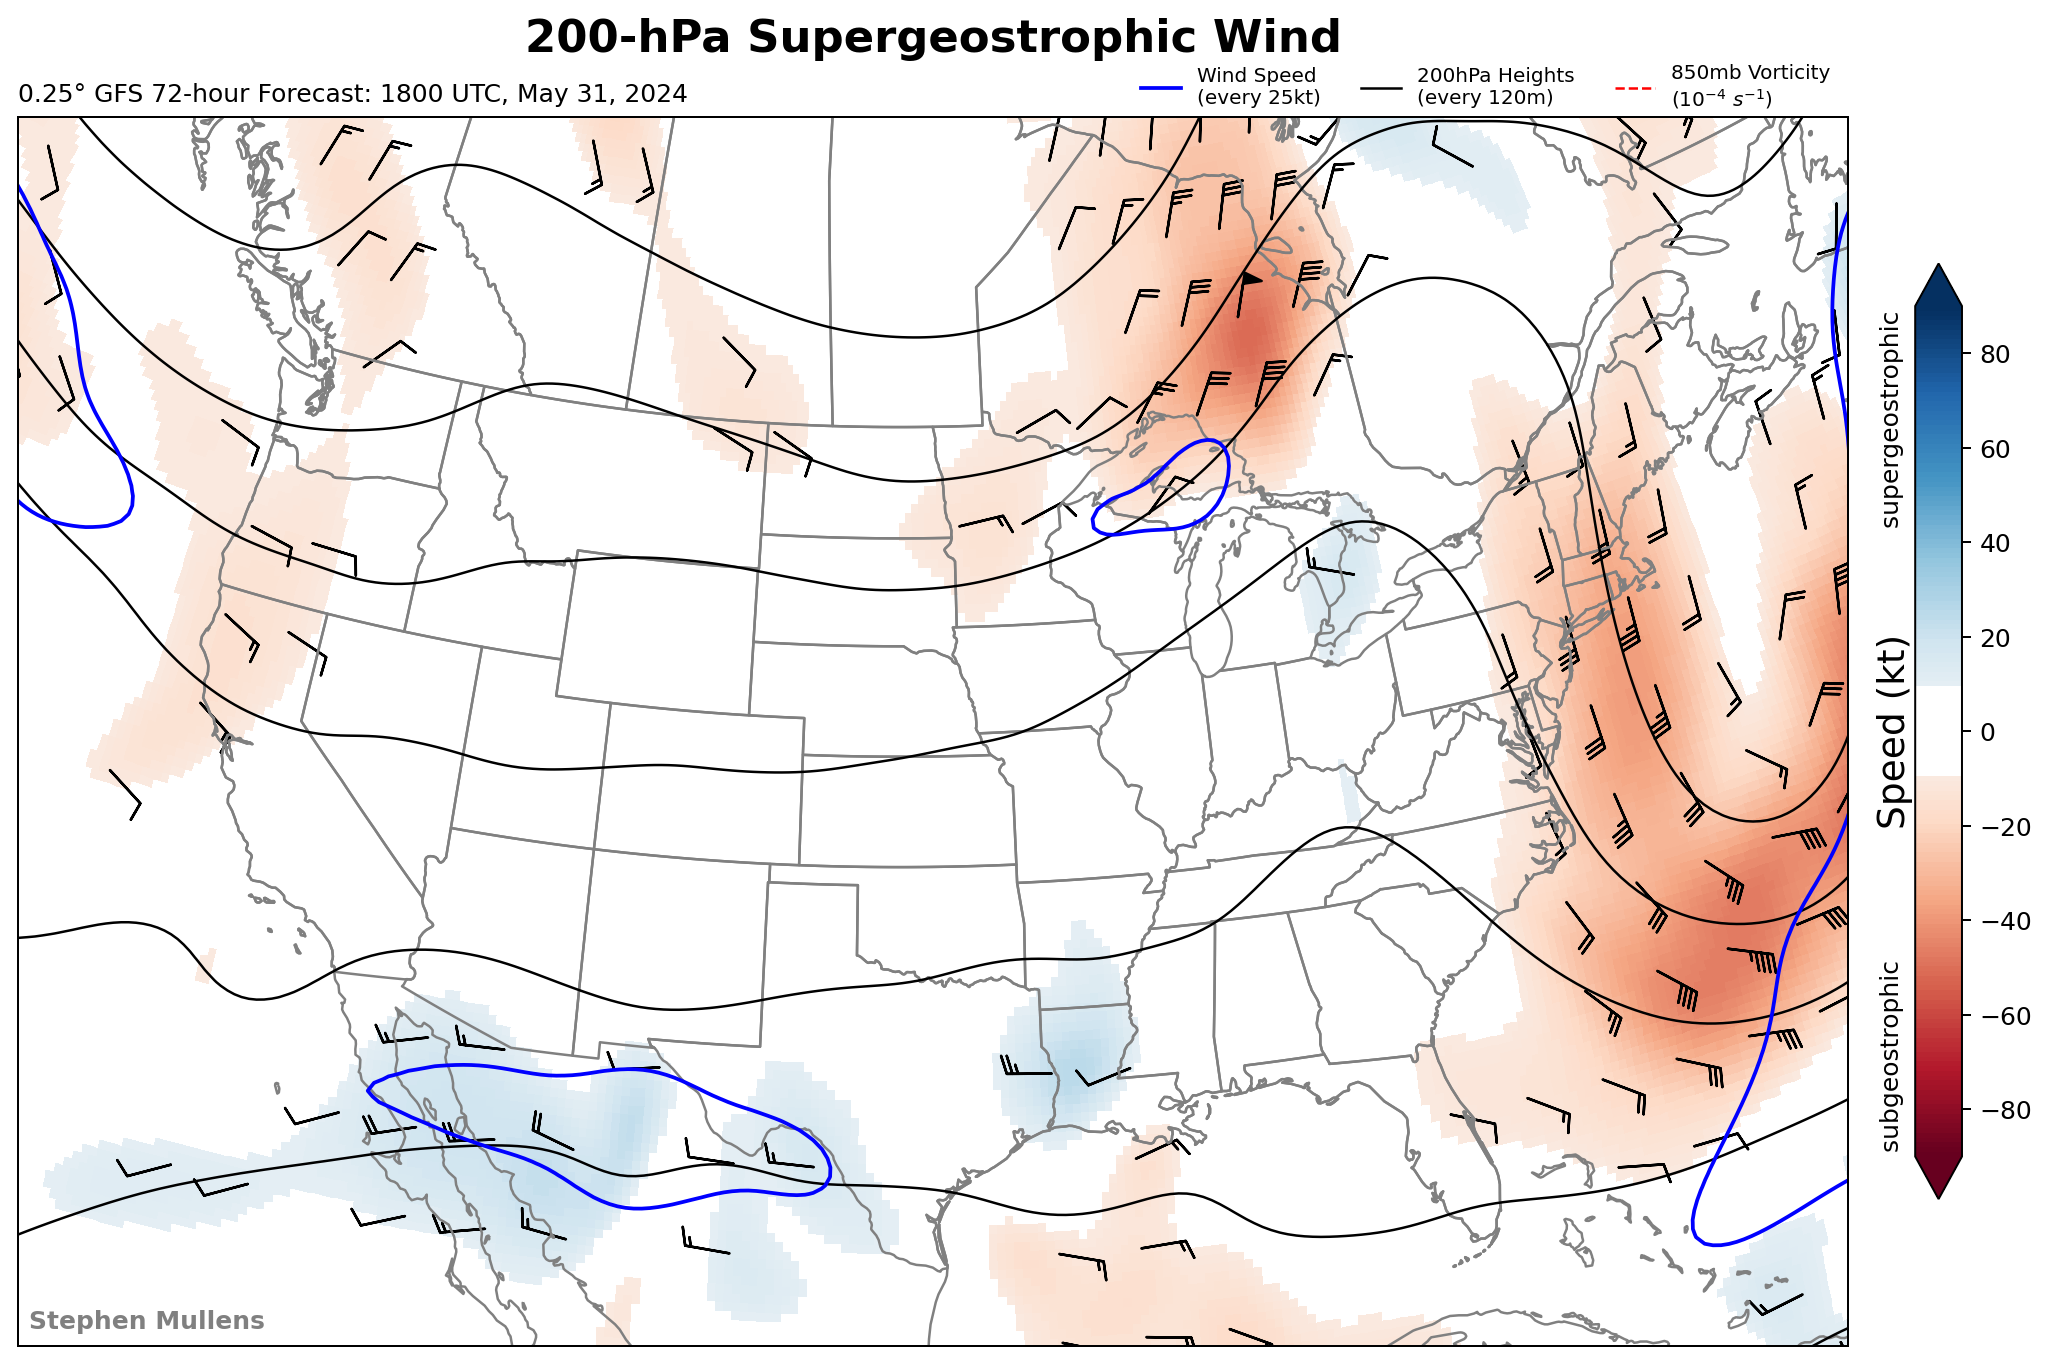 200-hPa Supergeostrophic Wind
0.25° GFS 72-hour Forecast: 1800 UTC, May 31, 2024
Wind Speed
(every 25kt)
200hPa Heights
(every 120m)
850mb Vorticity
(10⁻⁴ s⁻¹)
supergeostrophic
Speed (kt)
subgeostrophic
80
60
40
20
0
−20
−40
−60
−80
Stephen Mullens